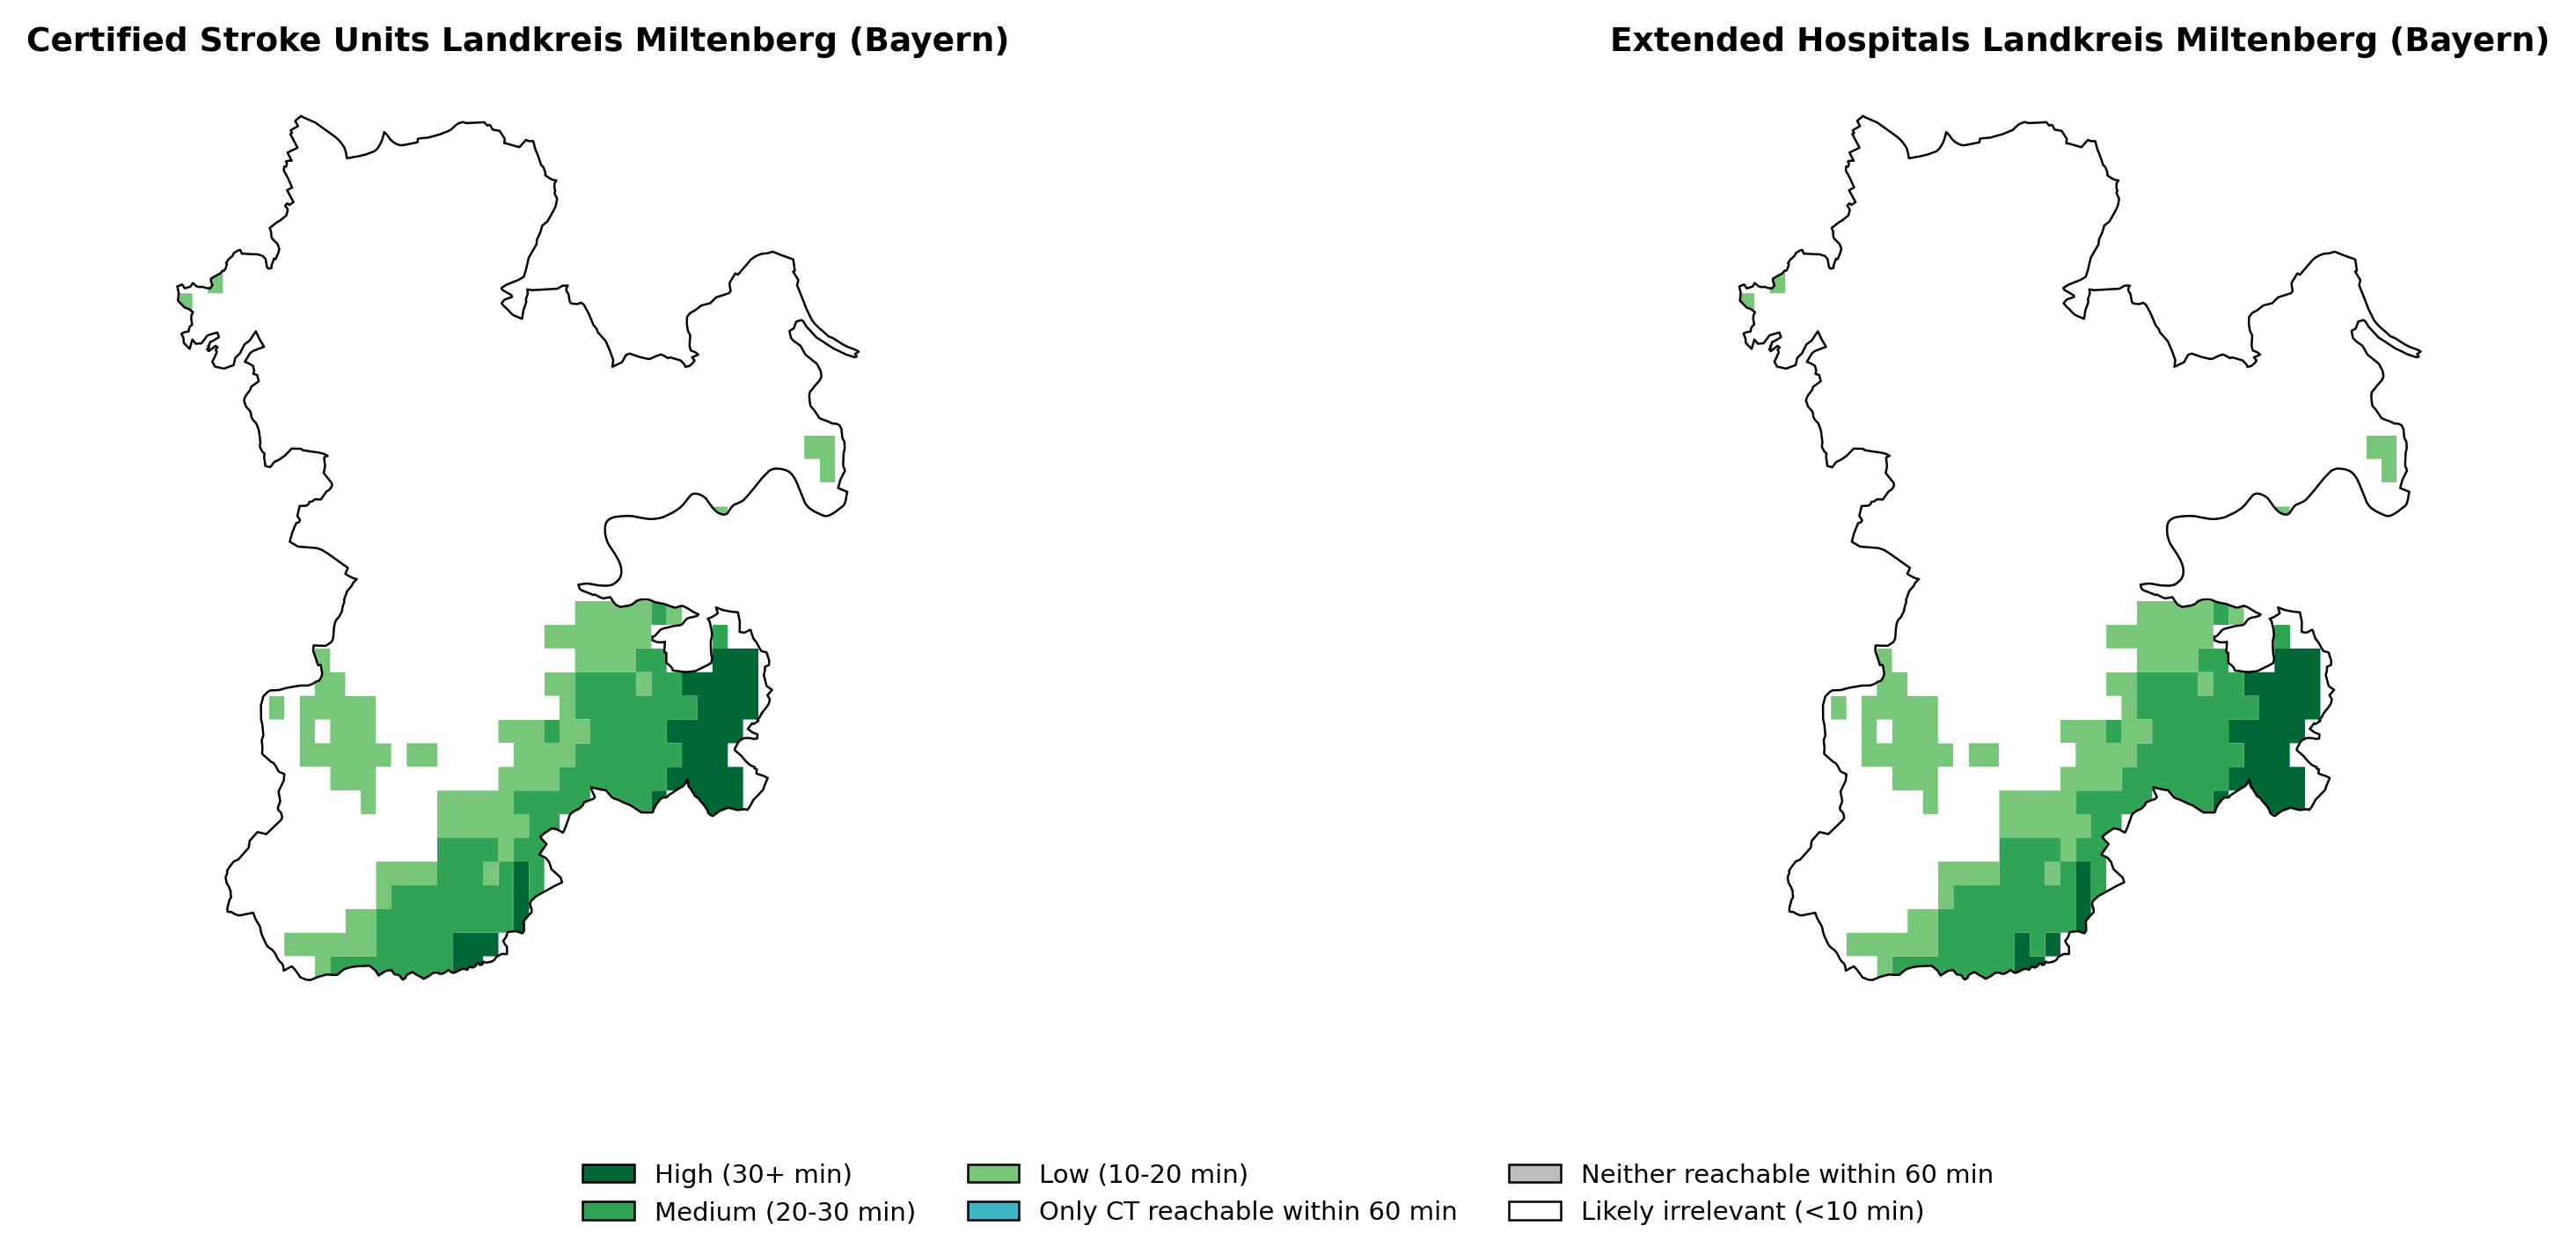 Certified Stroke Units Landkreis Miltenberg (Bayern)
Extended Hospitals Landkreis Miltenberg (Bayern)
High (30+ min)
Medium (20-30 min)
Low (10-20 min)
Only CT reachable within 60 min
Neither reachable within 60 min
Likely irrelevant (<10 min)